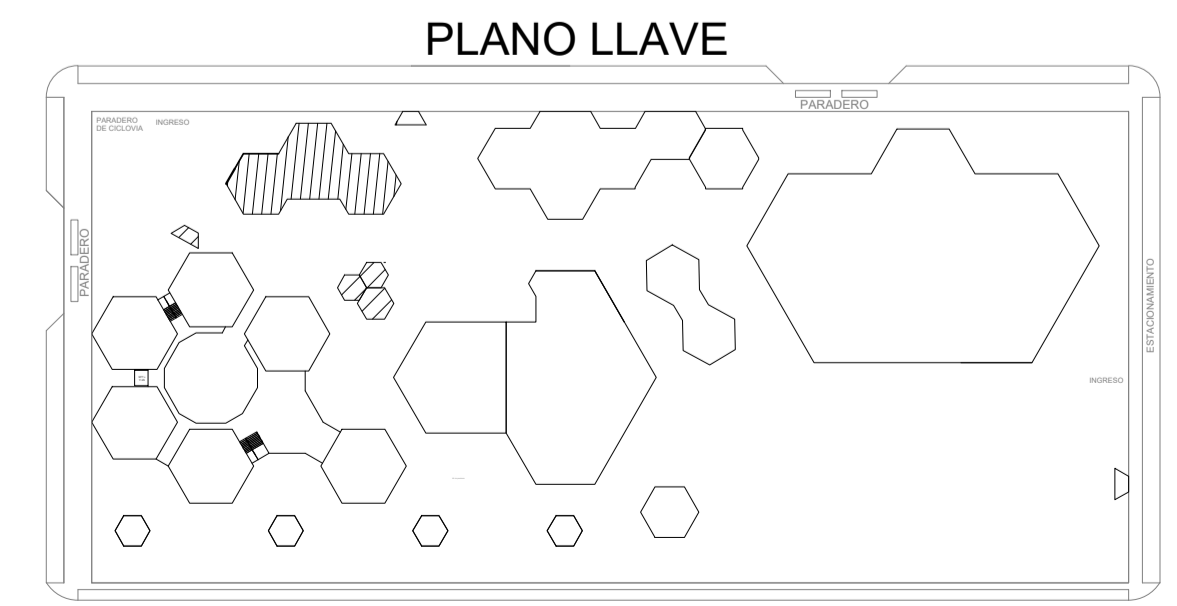 PLANO LLAVE
PARADERO
PARADERO
DE CICLOVIA
INGRESO
PARADERO
ESTACIONAMIENTO
INGRESO